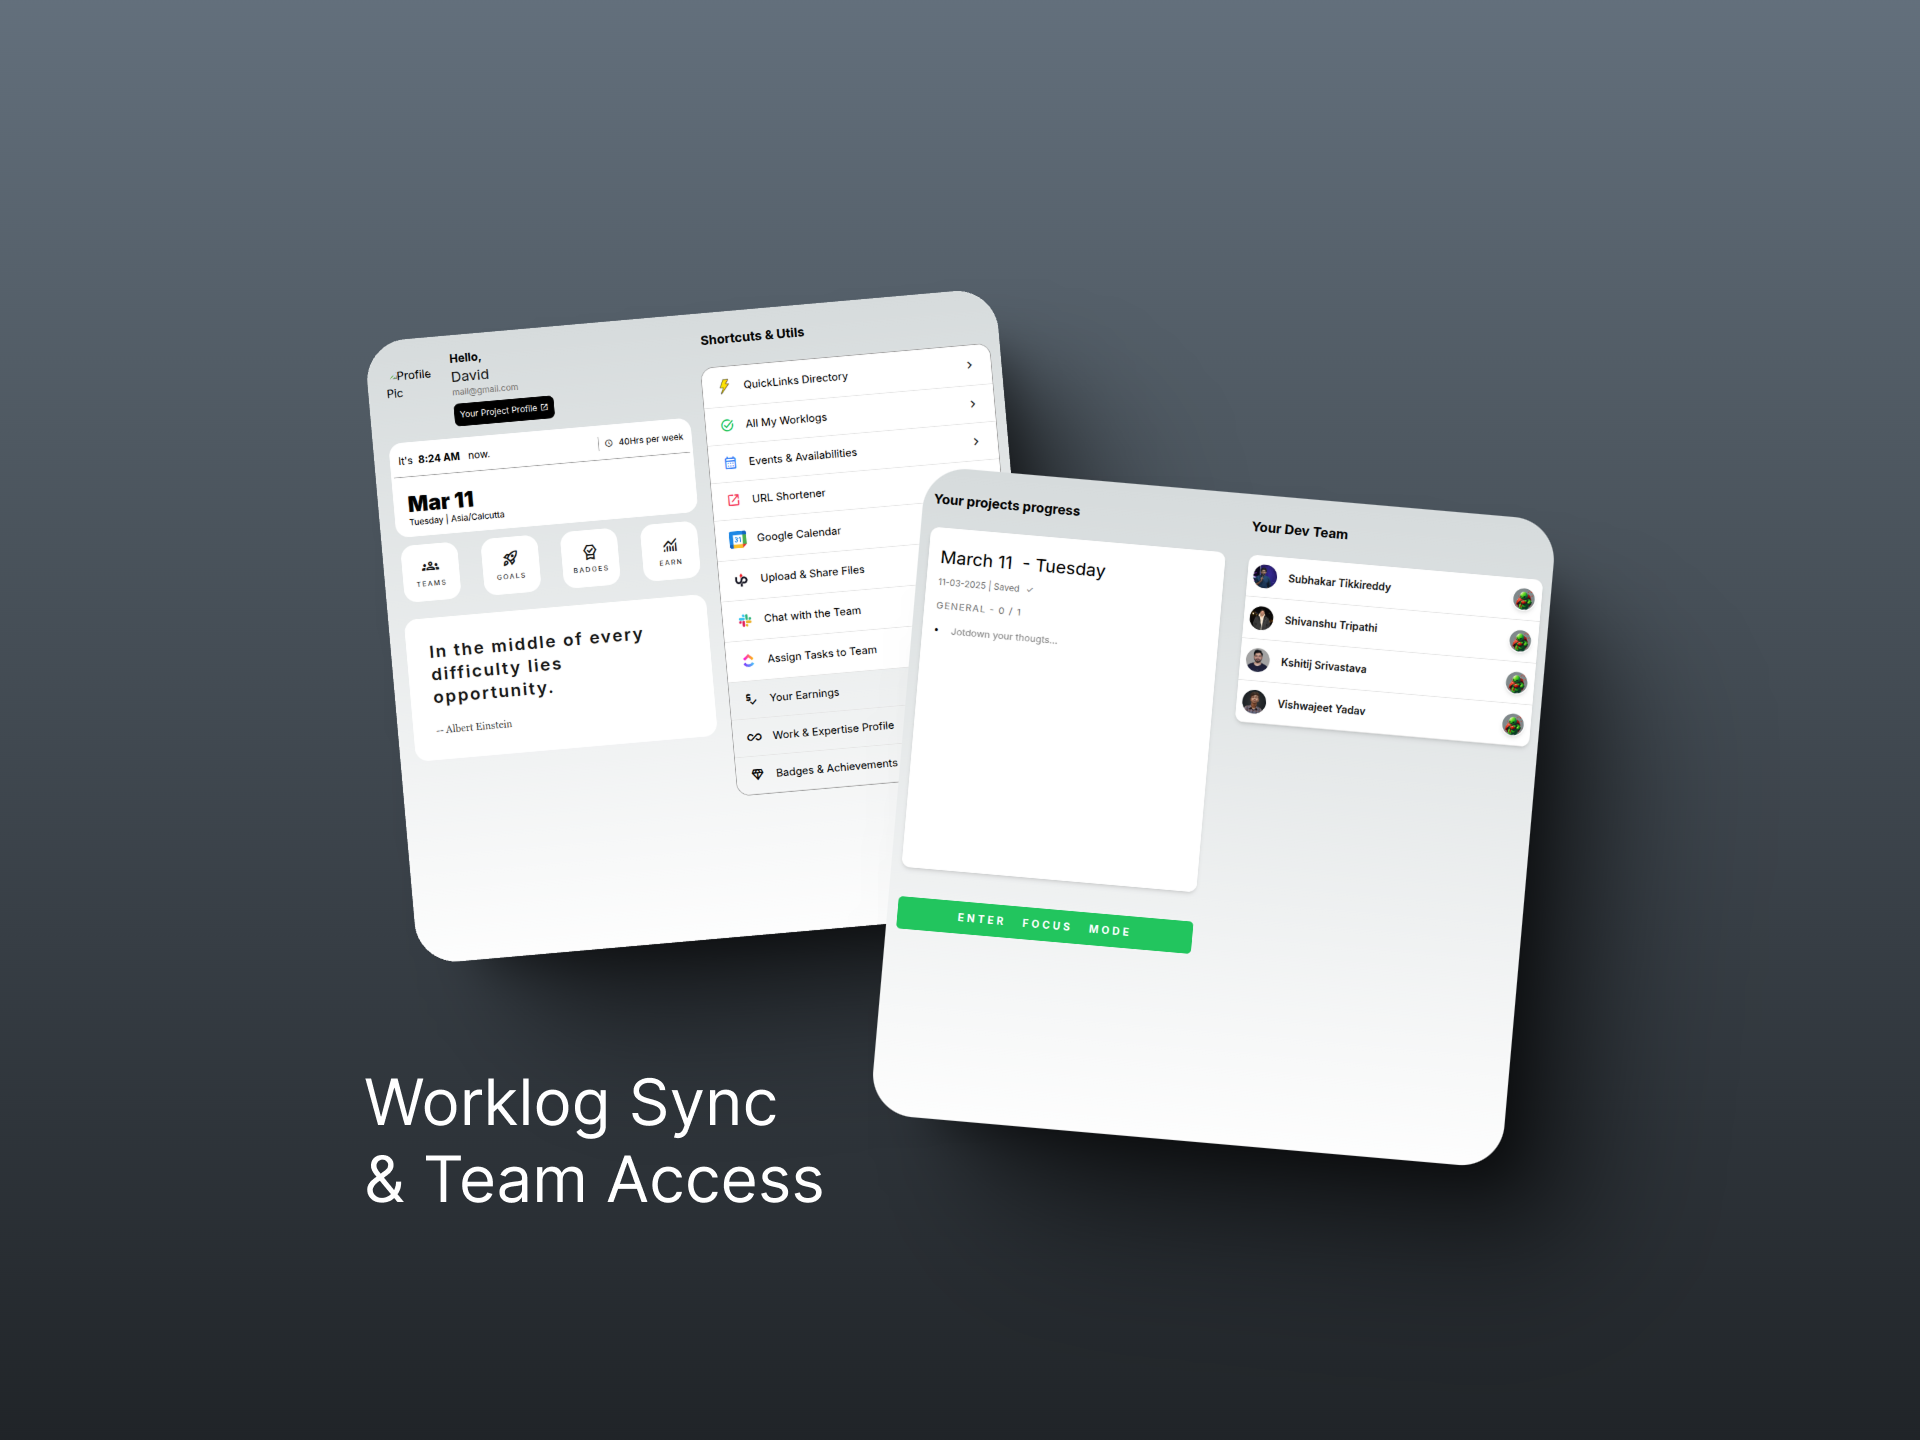 Profile
Pic
Hello,
David
mail@gmail.com
Your Project Profile
It's 8:24 AM now.
40Hrs per week
Mar 11
Tuesday | Asia/Calcutta
TEAMS
GOALS
BADGES
EARN
In the middle of every
difficulty lies
opportunity.
-- Albert Einstein
Shortcuts & Utils
QuickLinks Directory
All My Worklogs
Events & Availabilities
URL Shortener
31
Google Calendar
Upload & Share Files
Chat with the Team
Assign Tasks to Team
Your Earnings
Work & Expertise Profile
Badges & Achievements
Your projects progress
March 11 - Tuesday
11-03-2025 | Saved
GENERAL - 0 / 1
• Jotdown your thougts...
ENTER FOCUS MODE
Your Dev Team
Subhakar Tikkireddy
Shivanshu Tripathi
Kshitij Srivastava
Vishwajeet Yadav
Worklog Sync
& Team Access